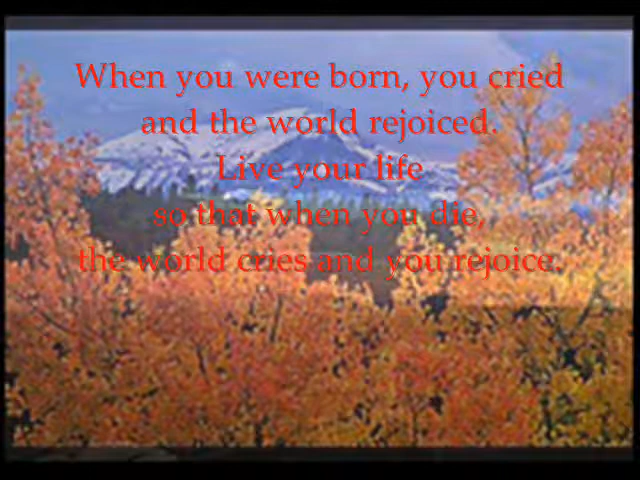 When you were born, you cried
and the world rejoiced.
Live your life
so that when you die,
the world cries and you rejoice.